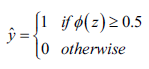 ŷ = {1 if ϕ(z) ≥ 0.5
0 otherwise